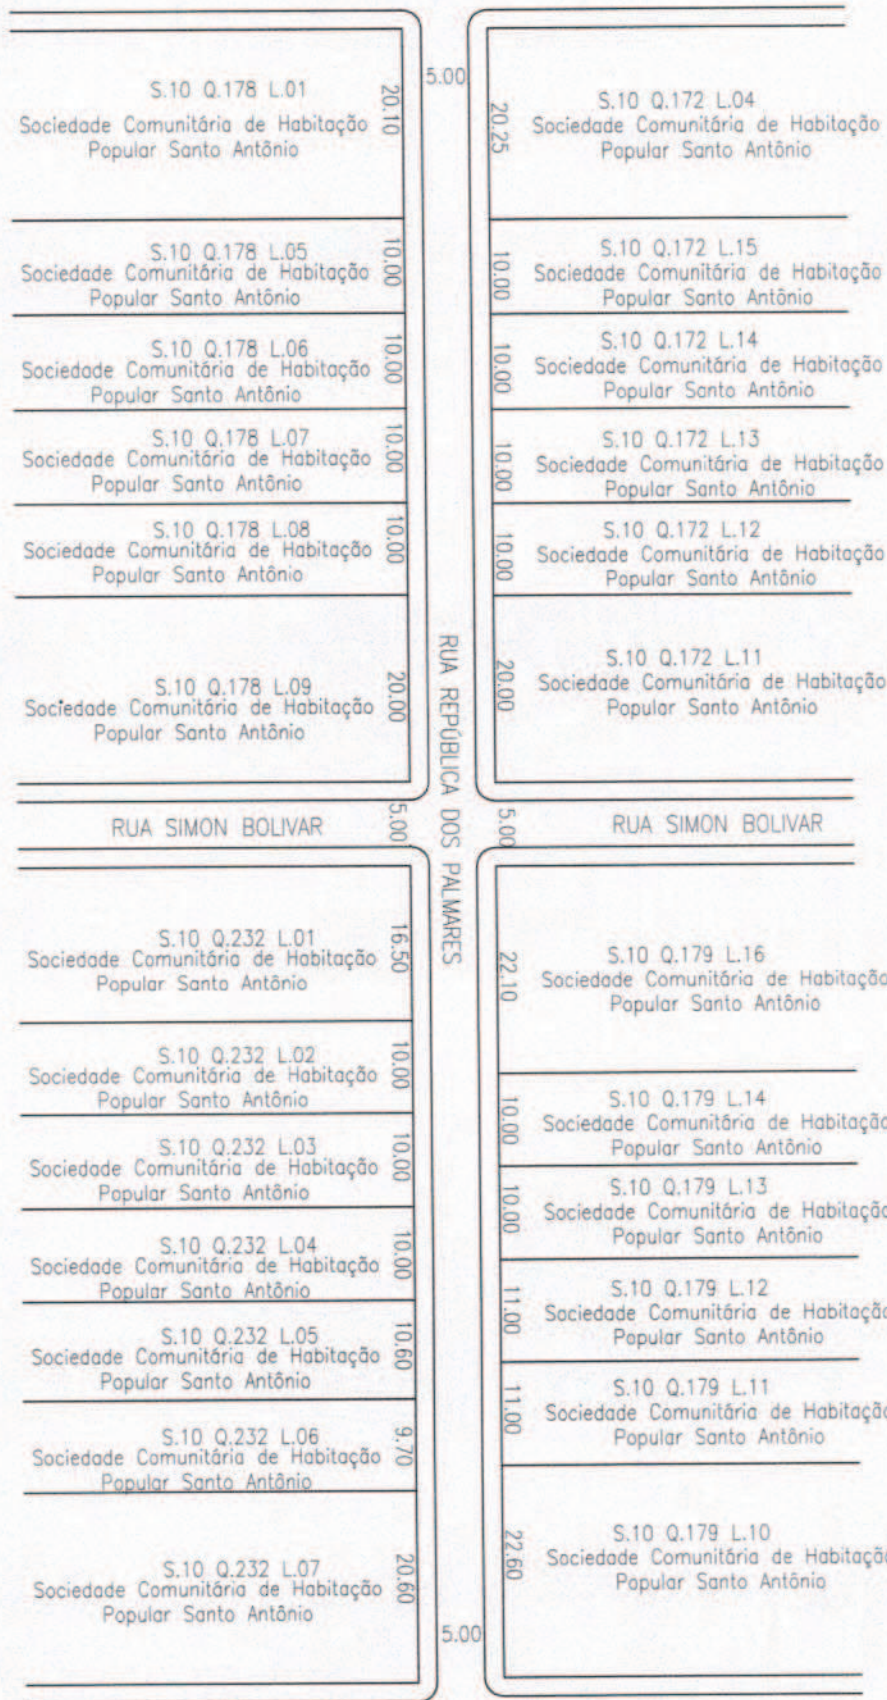 S.10 Q.178 L.01
Sociedade Comunitária de Habitação
Popular Santo Antônio
20.10
S.10 Q.178 L.05
Sociedade Comunitária de Habitação
Popular Santo Antônio
10.00
S.10 Q.178 L.06
Sociedade Comunitária de Habitação
Popular Santo Antônio
10.00
S.10 Q.178 L.07
Sociedade Comunitária de Habitação
Popular Santo Antônio
10.00
S.10 Q.178 L.08
Sociedade Comunitária de Habitação
Popular Santo Antônio
10.00
S.10 Q.178 L.09
Sociedade Comunitária de Habitação
Popular Santo Antônio
20.00
5.00
RUA REPÚBLICA DOS PALMARES
20.25
S.10 Q.172 L.04
Sociedade Comunitária de Habitação
Popular Santo Antônio
10.00
S.10 Q.172 L.15
Sociedade Comunitária de Habitação
Popular Santo Antônio
10.00
S.10 Q.172 L.14
Sociedade Comunitária de Habitação
Popular Santo Antônio
10.00
S.10 Q.172 L.13
Sociedade Comunitária de Habitação
Popular Santo Antônio
10.00
S.10 Q.172 L.12
Sociedade Comunitária de Habitação
Popular Santo Antônio
20.00
S.10 Q.172 L.11
Sociedade Comunitária de Habitação
Popular Santo Antônio
RUA SIMON BOLIVAR
5.00
5.00
RUA SIMON BOLIVAR
S.10 Q.232 L.01
Sociedade Comunitária de Habitação
Popular Santo Antônio
16.50
S.10 Q.232 L.02
Sociedade Comunitária de Habitação
Popular Santo Antônio
10.00
S.10 Q.232 L.03
Sociedade Comunitária de Habitação
Popular Santo Antônio
10.00
S.10 Q.232 L.04
Sociedade Comunitária de Habitação
Popular Santo Antônio
10.00
S.10 Q.232 L.05
Sociedade Comunitária de Habitação
Popular Santo Antônio
10.60
S.10 Q.232 L.06
Sociedade Comunitária de Habitação
Popular Santo Antônio
9.70
S.10 Q.232 L.07
Sociedade Comunitária de Habitação
Popular Santo Antônio
20.60
5.00
22.10
S.10 Q.179 L.16
Sociedade Comunitária de Habitação
Popular Santo Antônio
10.00
S.10 Q.179 L.14
Sociedade Comunitária de Habitação
Popular Santo Antônio
10.00
S.10 Q.179 L.13
Sociedade Comunitária de Habitação
Popular Santo Antônio
11.00
S.10 Q.179 L.12
Sociedade Comunitária de Habitação
Popular Santo Antônio
11.00
S.10 Q.179 L.11
Sociedade Comunitária de Habitação
Popular Santo Antônio
22.60
S.10 Q.179 L.10
Sociedade Comunitária de Habitação
Popular Santo Antônio